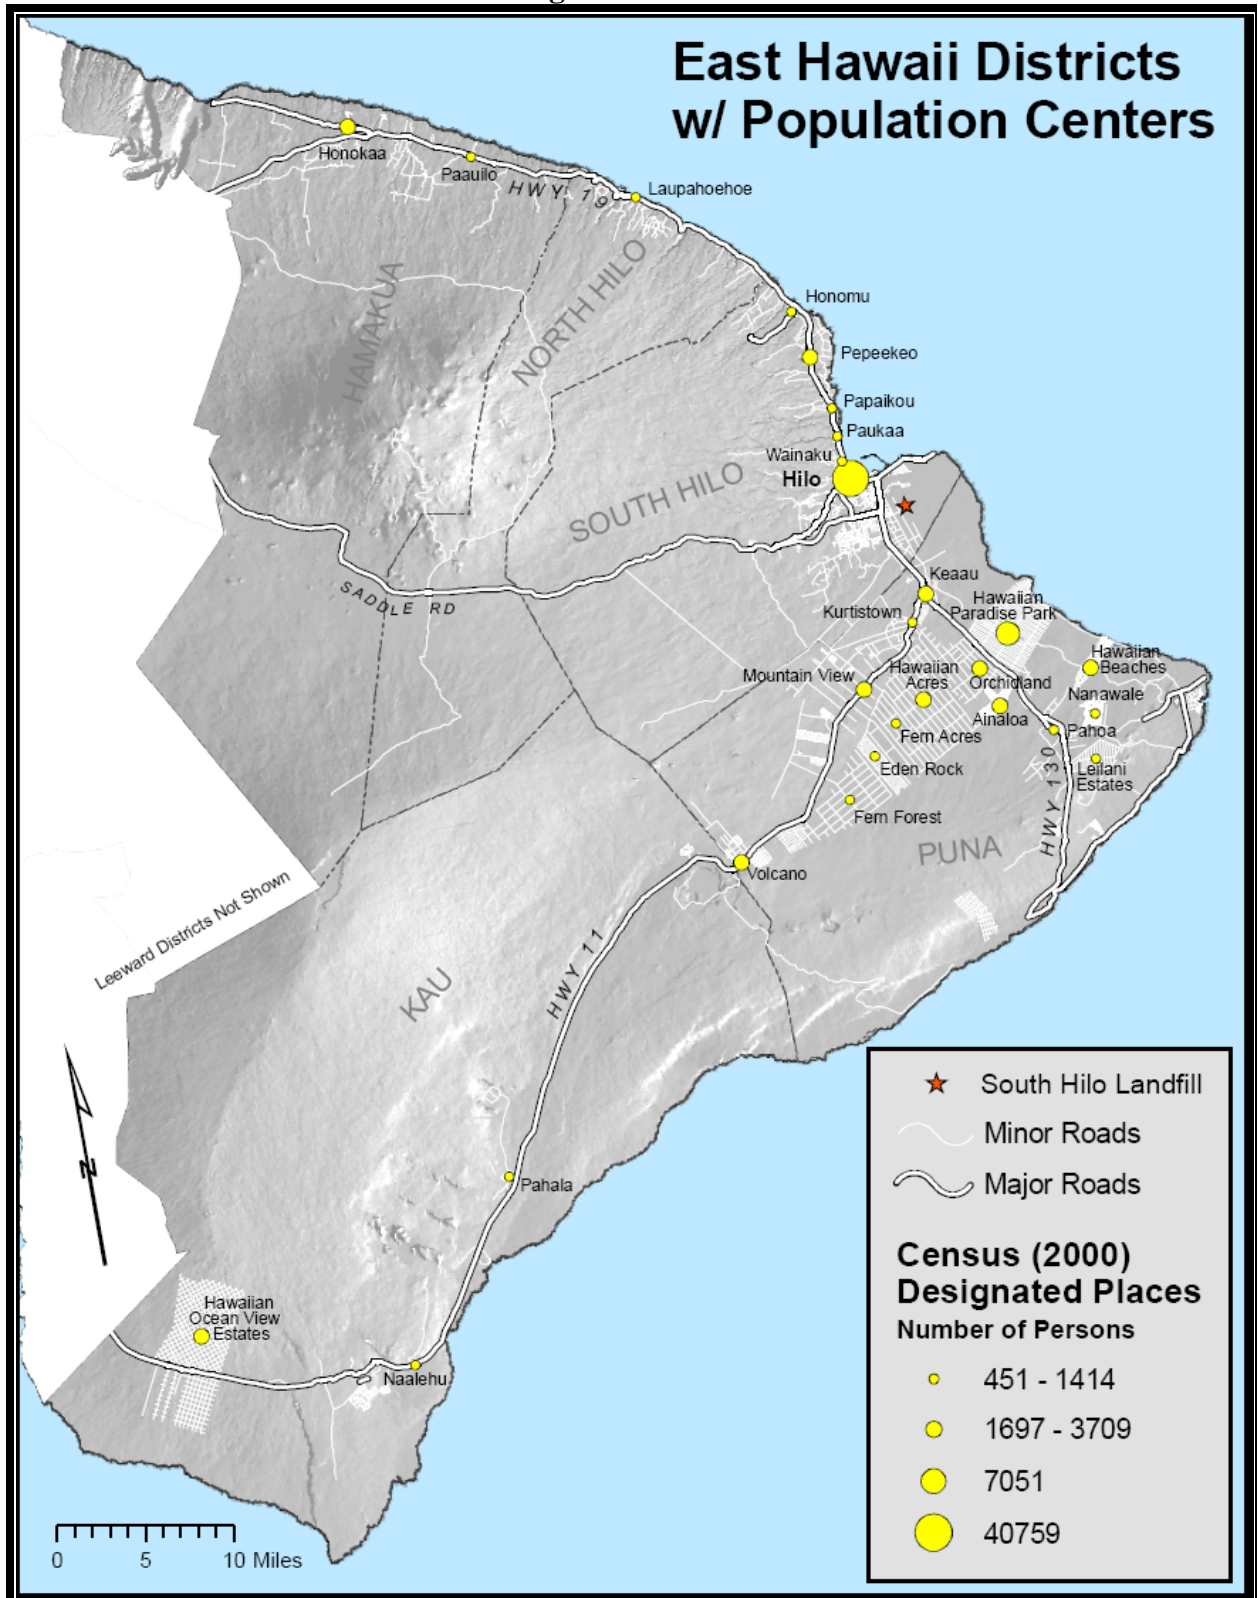 East Hawaii Districts
w/ Population Centers
Honokaa
Paauilo
HWY 19
Laupahoehoe
HAMAKUA
NORTH HILO
Honomu
Pepeekeo
Papaikou
Paukaa
Wainaku
Hilo
SOUTH HILO
SADDLE RD
Keaau
Hawaiian
Paradise Park
Kurtistown
Hawaiian
Beaches
Mountain View
Hawaiian
Acres
Orchidland
Nanawale
Ainaloa
Pahoa
Fern Acres
Eden Rock
Leilani
Estates
HWY 130
Fern Forest
PUNA
Volcano
Leeward Districts Not Shown
KAU
HWY 11
N
Pahala
Hawaiian
Ocean View
Estates
Naalehu
0 5 10 Miles
South Hilo Landfill
Minor Roads
Major Roads
Census (2000)
Designated Places
Number of Persons
451 - 1414
1697 - 3709
7051
40759